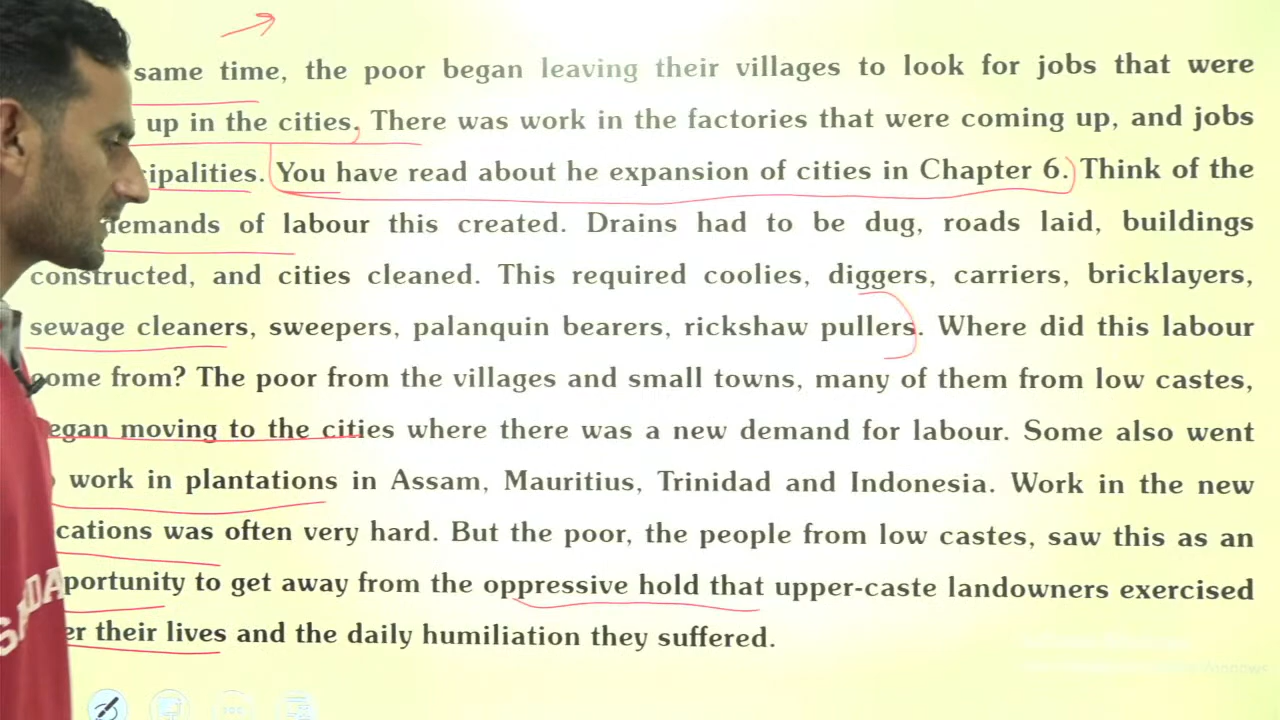 same time, the poor began leaving their villages to look for jobs that were
up in the cities. There was work in the factories that were coming up, and jobs
You have read about he expansion of cities in Chapter 6. Think of the
demands of labour this created. Drains had to be dug, roads laid, buildings
constructed, and cities cleaned. This required coolies, diggers, carriers, bricklayers,
sewage cleaners, sweepers, palanquin bearers, rickshaw pullers. Where did this labour
come from? The poor from the villages and small towns, many of them from low castes,
began moving to the cities where there was a new demand for labour. Some also went
work in plantations in Assam, Mauritius, Trinidad and Indonesia. Work in the new
was often very hard. But the poor, the people from low castes, saw this as an
to get away from the oppressive hold that upper-caste landowners exercised
their lives and the daily humiliation they suffered.